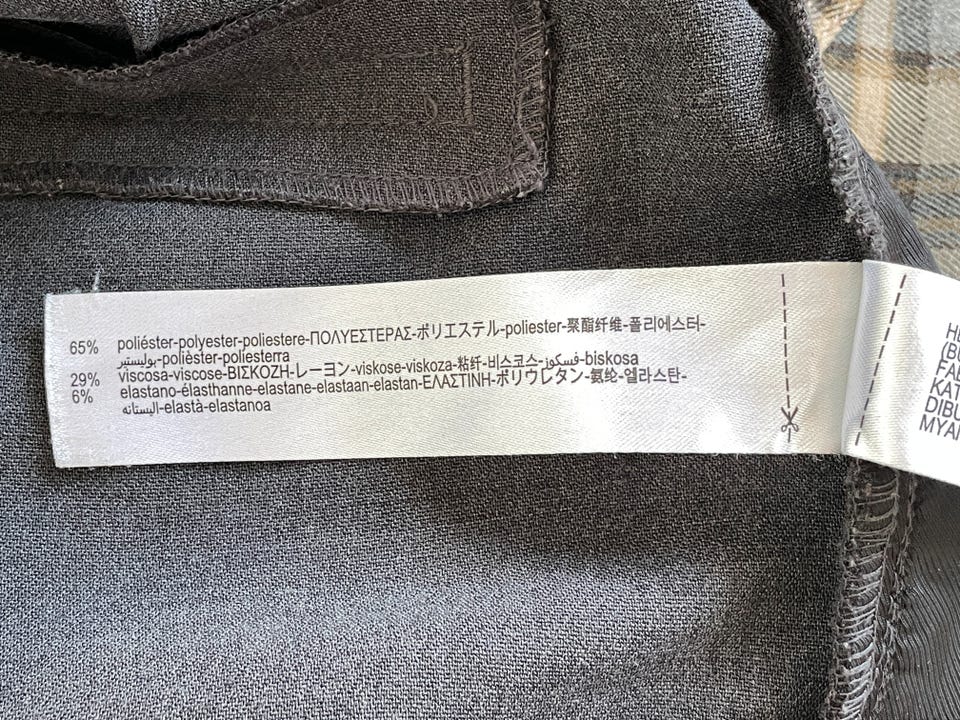 65% poliéster-polyester-poliestere-ΠΟΛΥΕΣΤΕΡΑΣ-ポリエステル-poliester-聚酯纤维-폴리에스터-
بوليستير-polièster-poliesterra
29% viscosa-viscose-ΒΙΣΚΟΖΗ-レーヨン-viskose-viskoza-粘纤-비스코스-فسكوز-biskosa
6% elastano-élasthanne-elastane-elastaan-elastan-ΕΛΑΣΤΙΝΗ-ポリウレタン-氨纶-엘라스탄-
اليستانه-elastà-elastanoa